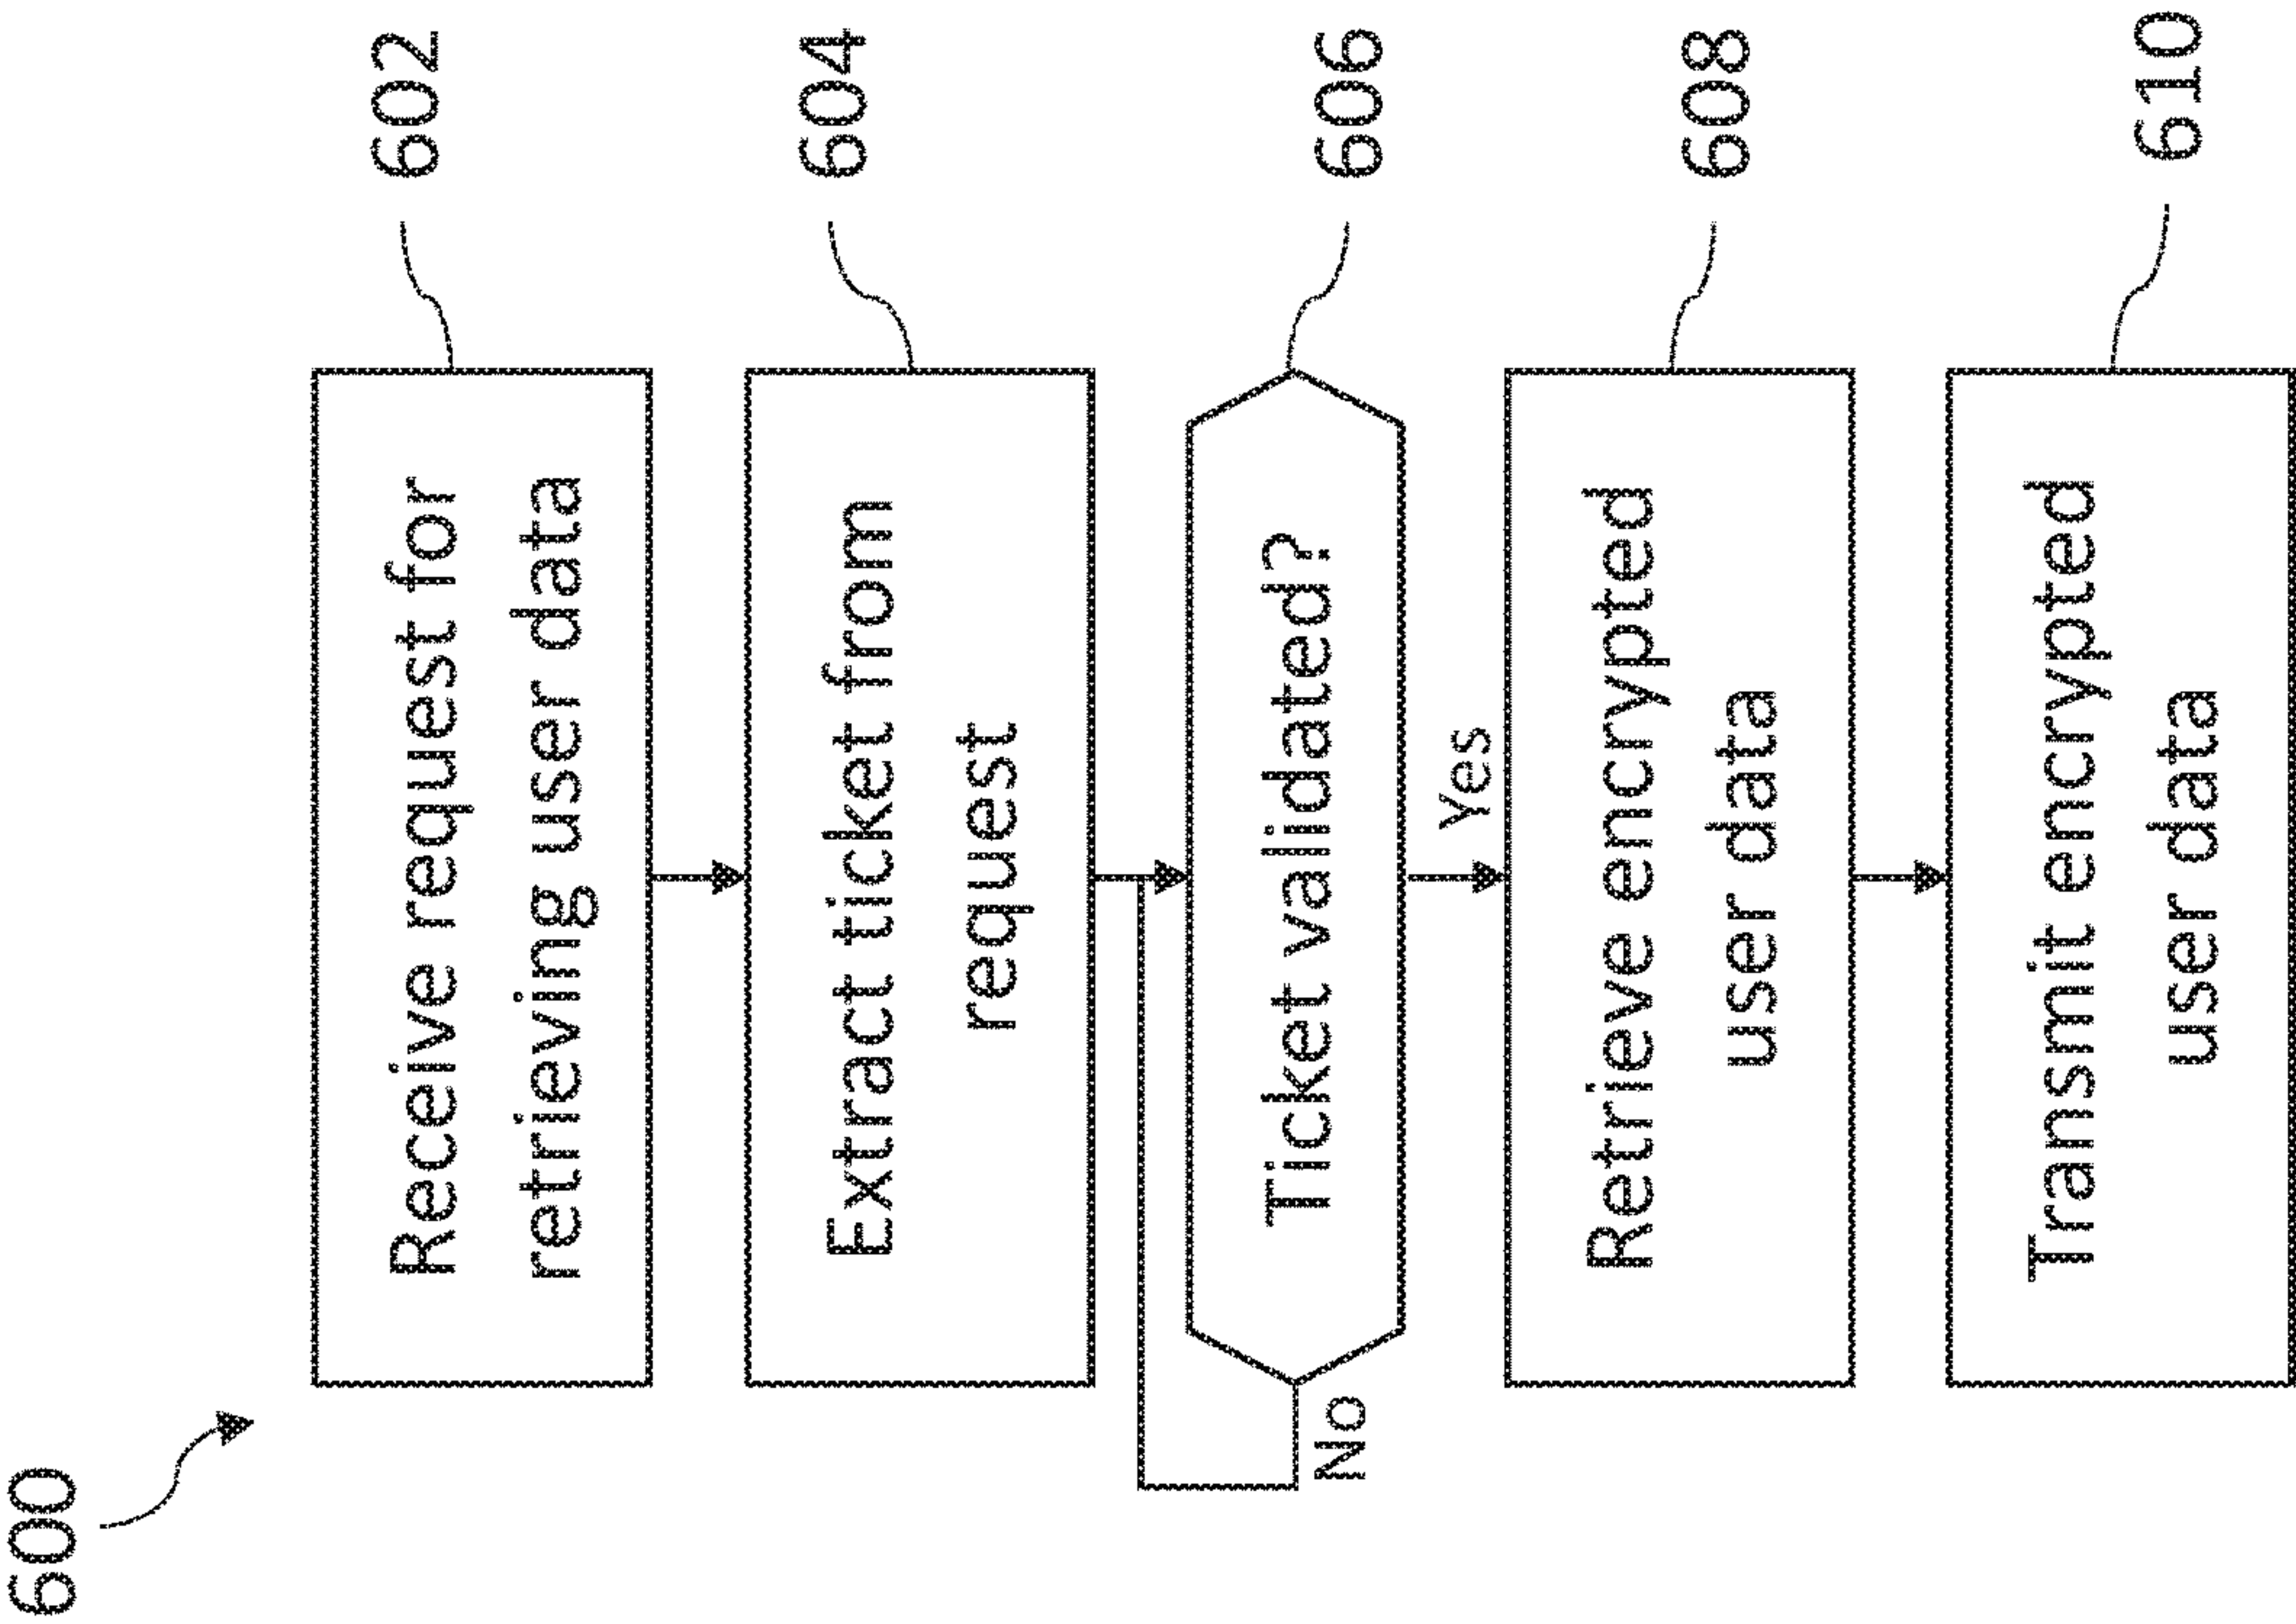 600
Receive request for
retrieving user data
602
Extract ticket from
request
604
Ticket validated?
606
No
Yes
Retrieve encrypted
user data
608
Transmit encrypted
user data
610